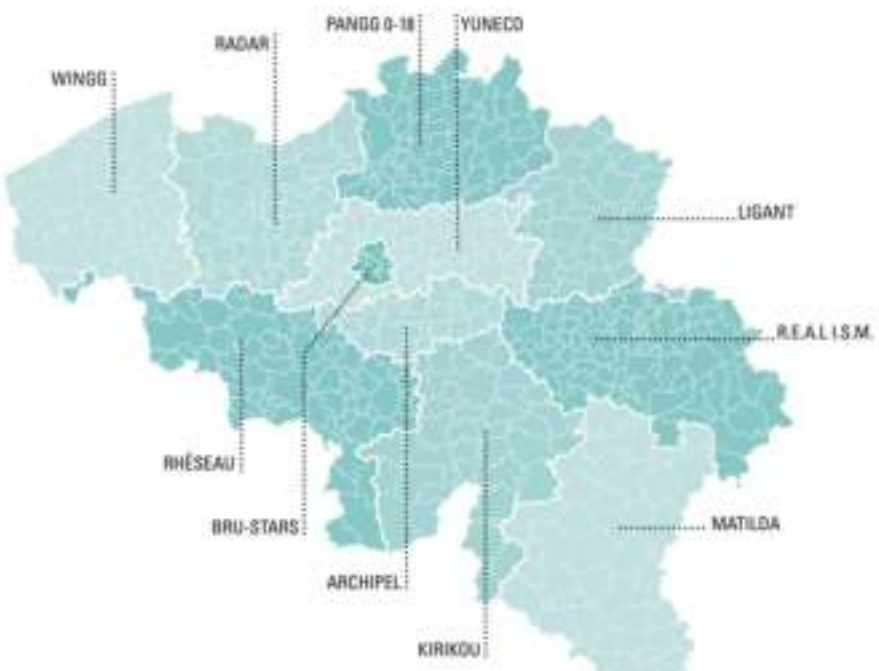 PANGG 0-18
YUNECO
RADAR
WINGG
LIGANT
R.E.A.L I.S.M.
RHÉSEAU
BRU-STARS
MATILDA
ARCHIPEL
KIRIKOU